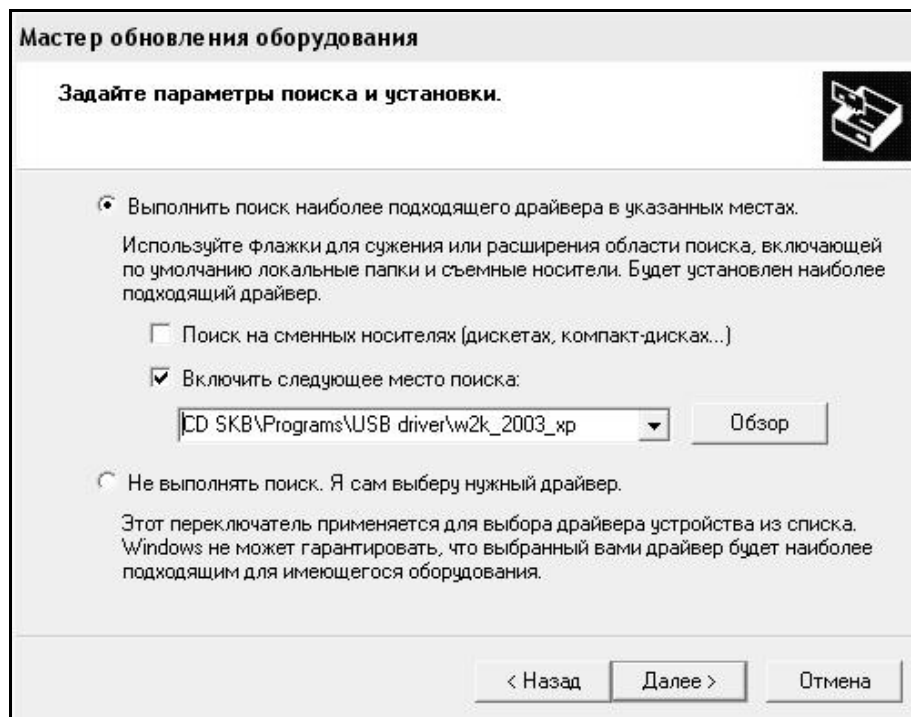 Мастер обновления оборудования
Задайте параметры поиска и установки.
Выполнить поиск наиболее подходящего драйвера в указанных местах.
Используйте флажки для сужения или расширения области поиска, включающей
по умолчанию локальные папки и съемные носители. Будет установлен наиболее
подходящий драйвер.
Поиск на сменных носителях (дискетах, компакт-дисках...)
Включить следующее место поиска:
CD SKB\Programs\USB driver\w2k_2003_xp
Обзор
Не выполнять поиск. Я сам выберу нужный драйвер.
Этот переключатель применяется для выбора драйвера устройства из списка.
Windows не может гарантировать, что выбранный вами драйвер будет наиболее
подходящим для имеющегося оборудования.
< Назад
Далее >
Отмена